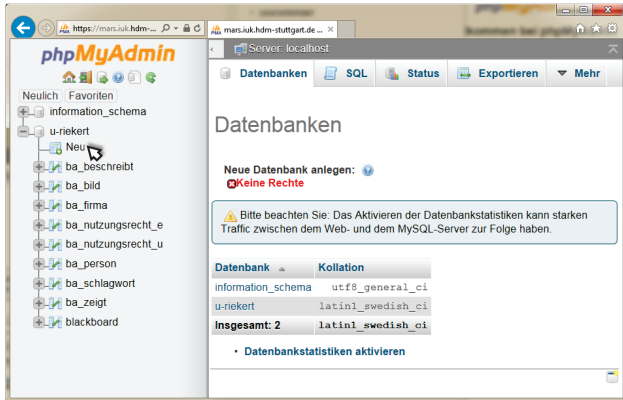 https://mars.iuk.hdm-...
mars.iuk.hdm-stuttgart.de ...
phpMyAdmin
Neulich Favoriten
information_schema
u-riekert
Neu
ba_beschreibt
ba_bild
ba_firma
ba_nutzungsrecht_e
ba_nutzungsrecht_u
ba_person
ba_schlagwort
ba_zeigt
blackboard
Server: localhost
Datenbanken SQL Status Exportieren Mehr
Datenbanken
Neue Datenbank anlegen:
Keine Rechte
Bitte beachten Sie: Das Aktivieren der Datenbankstatistiken kann starken
Traffic zwischen dem Web- und dem MySQL-Server zur Folge haben.
Datenbank Kollation
information_schema utf8_general_ci
u-riekert latin1_swedish_ci
Insgesamt: 2 latin1_swedish_ci
• Datenbankstatistiken aktivieren